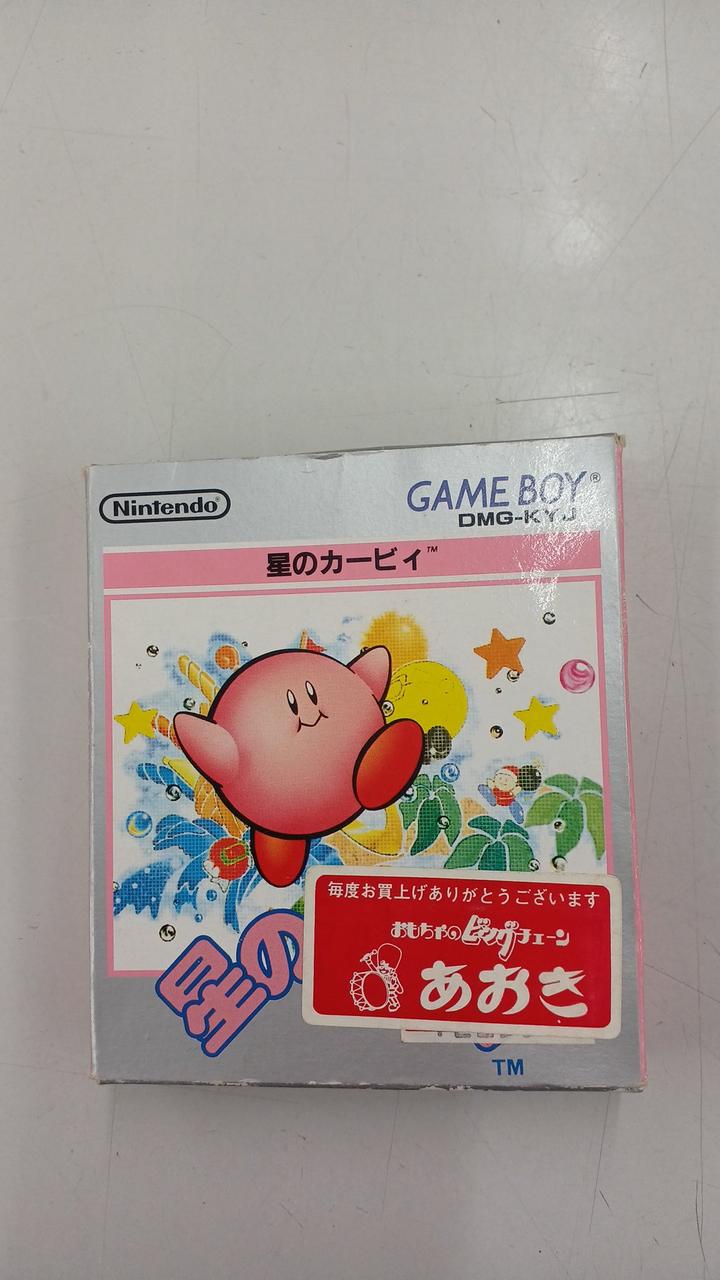 Nintendo®
GAME BOY®
DMG-KYJ
星のカービィ™
毎度お買上げありがとうございます
おもちゃのビッグチェーン
あおき
星の
TM